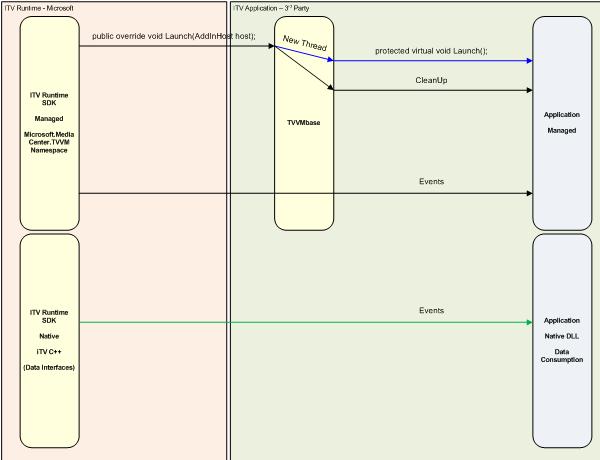 ITV Runtime - Microsoft
ITV Application – 3rd Party
public override void Launch(AddInHost host);
New Thread
protected virtual void Launch();
CleanUp
ITV Runtime
SDK
Managed
Microsoft.Media
Center.TVVM
Namespace
TVVMbase
Application
Managed
Events
ITV Runtime
SDK
Native
iTV C++
(Data Interfaces)
Events
Application
Native DLL
Data
Consumption